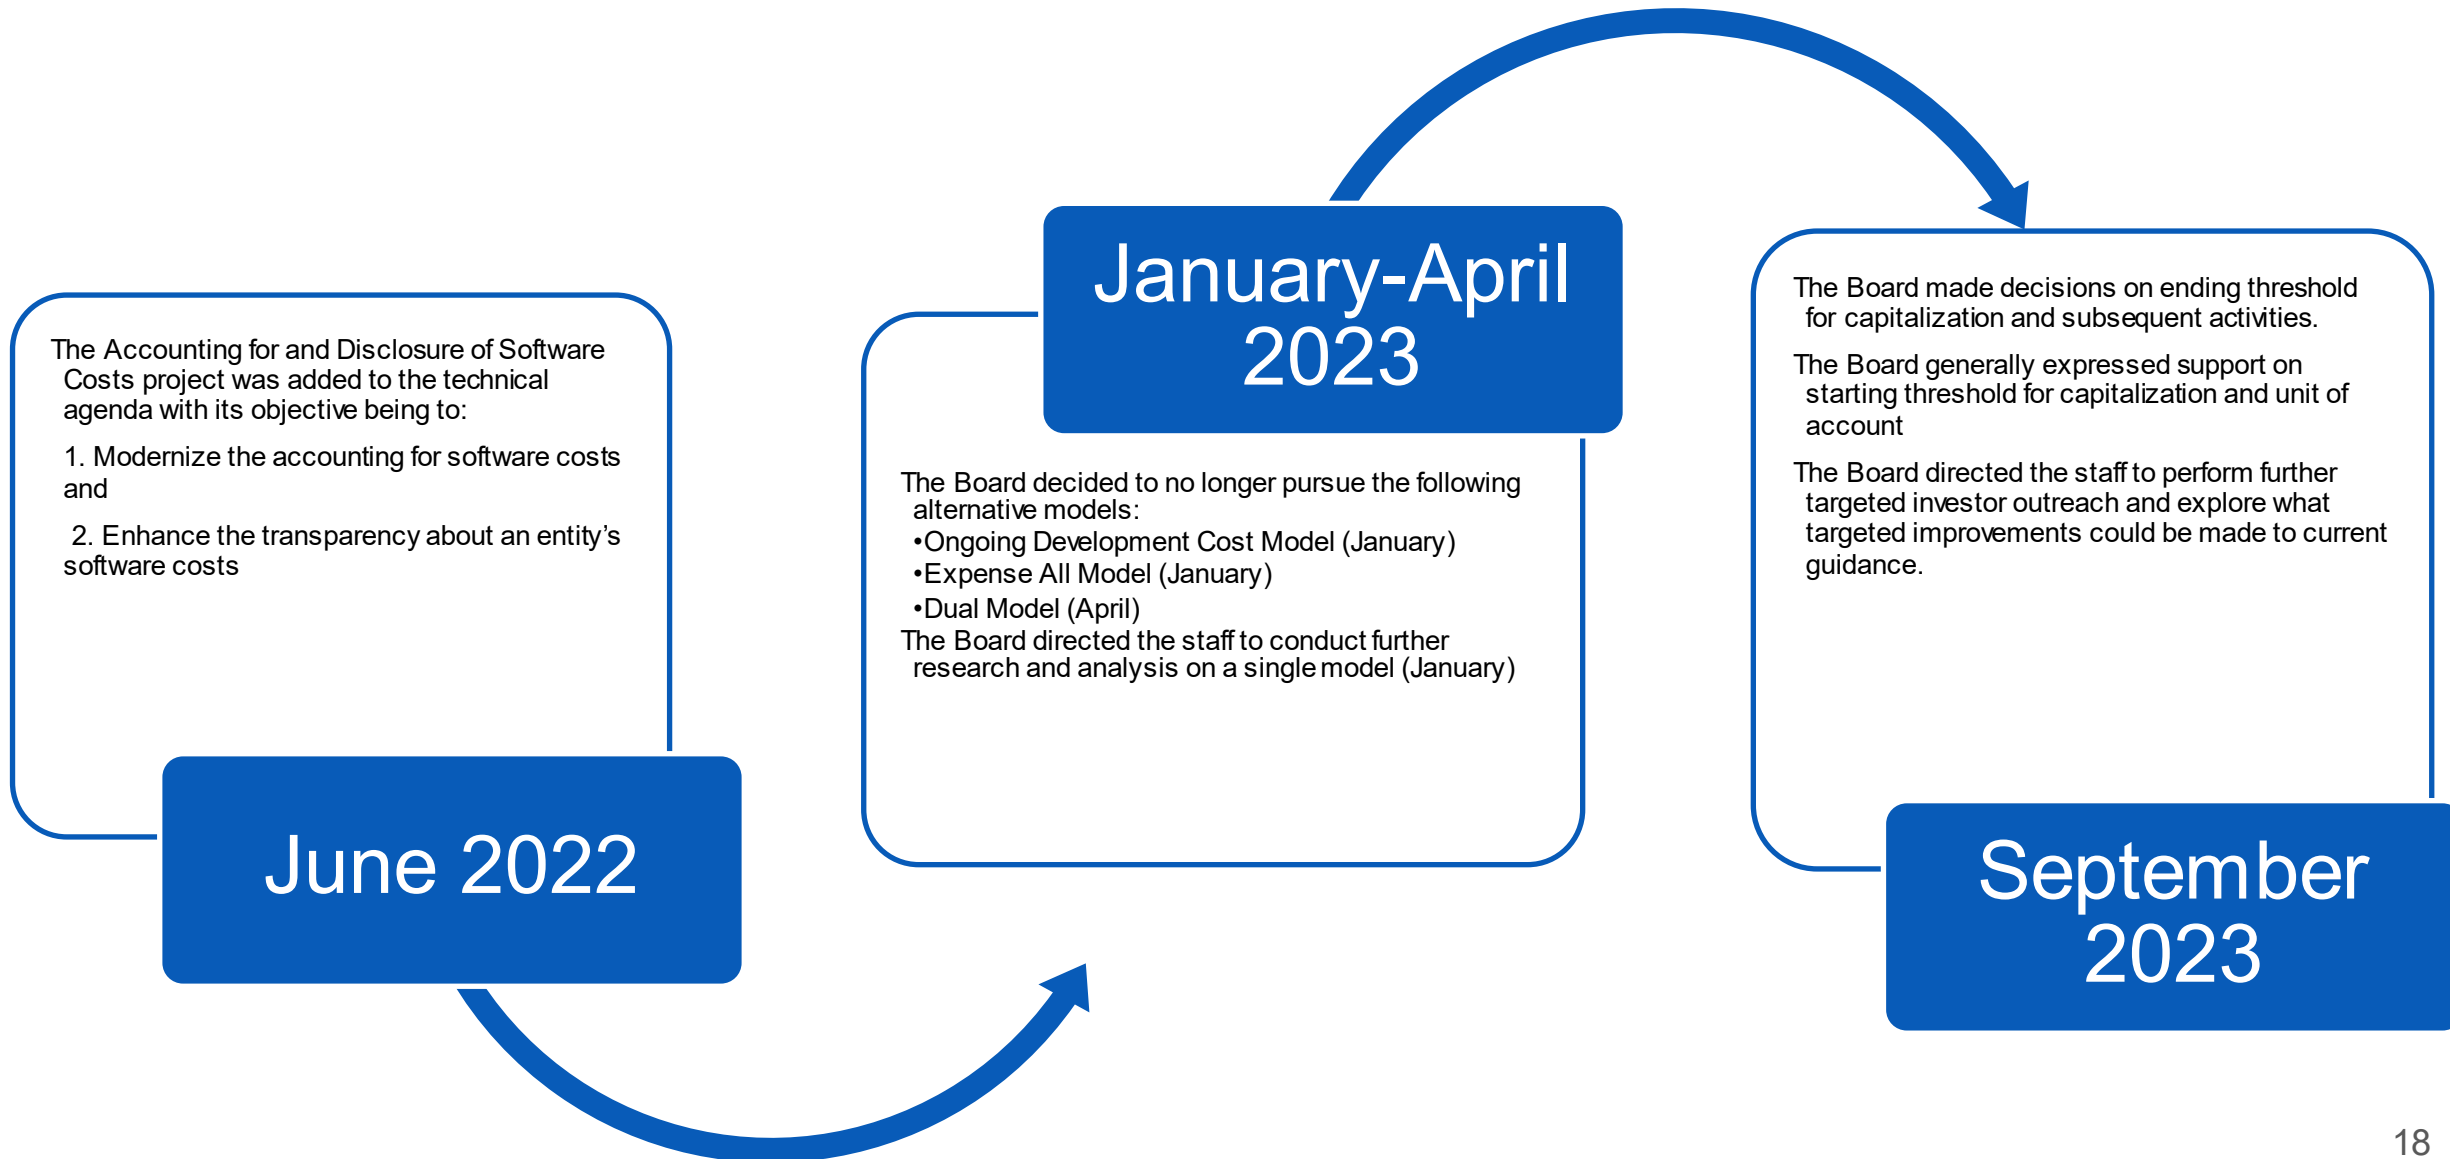 The Accounting for and Disclosure of Software
Costs project was added to the technical
agenda with its objective being to:
1. Modernize the accounting for software costs
and
2. Enhance the transparency about an entity’s
software costs
June 2022
January-April
2023
The Board decided to no longer pursue the following
alternative models:
•Ongoing Development Cost Model (January)
•Expense All Model (January)
•Dual Model (April)
The Board directed the staff to conduct further
research and analysis on a single model (January)
The Board made decisions on ending threshold
for capitalization and subsequent activities.
The Board generally expressed support on
starting threshold for capitalization and unit of
account
The Board directed the staff to perform further
targeted investor outreach and explore what
targeted improvements could be made to current
guidance.
September
2023
18